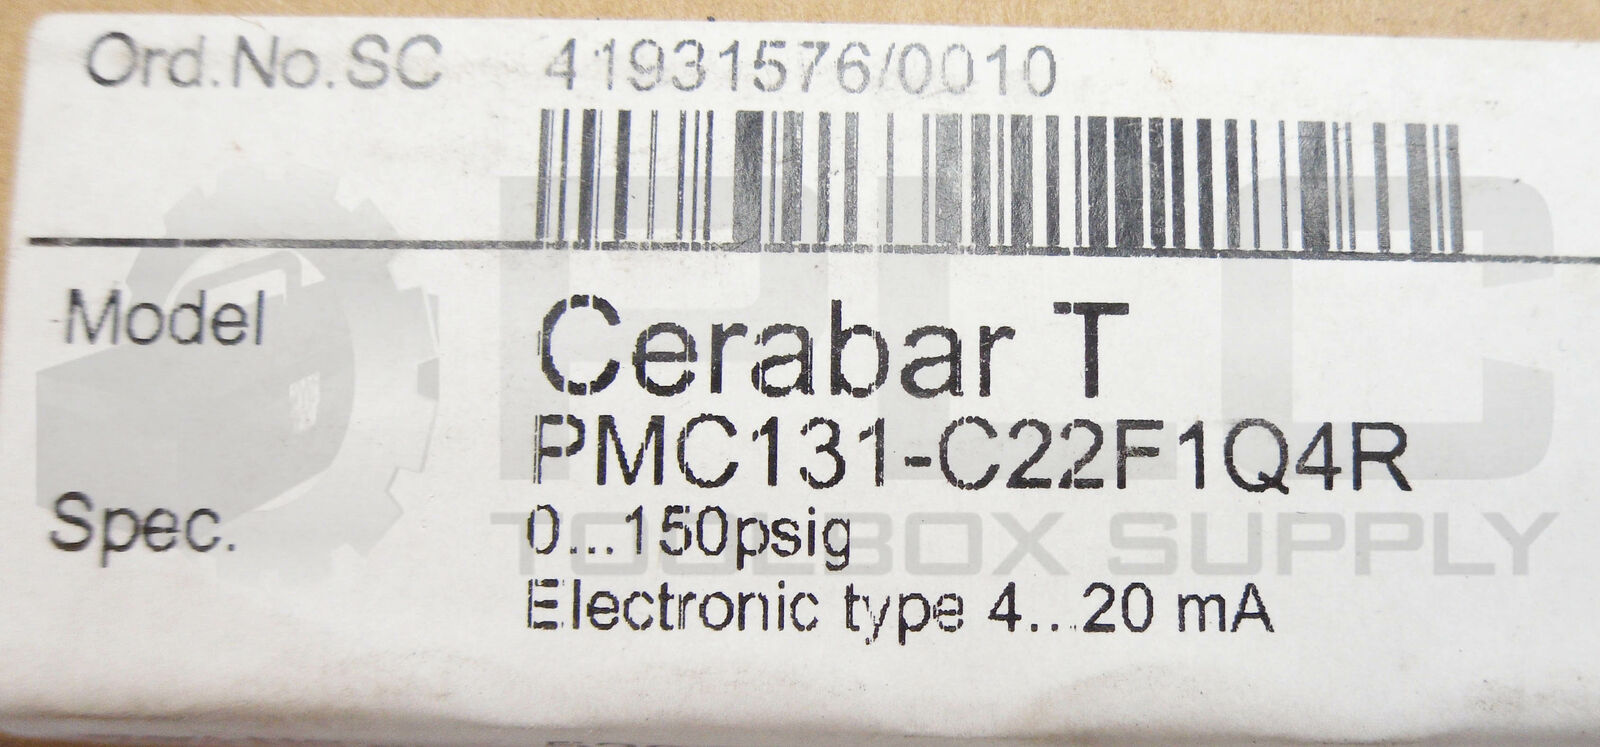 Ord.No.SC 41931576/0010
Model Cerabar T
PMC131-C22F1Q4R
Spec. 0...150psig
Electronic type 4...20 mA
PLC
TOOLBOX SUPPLY